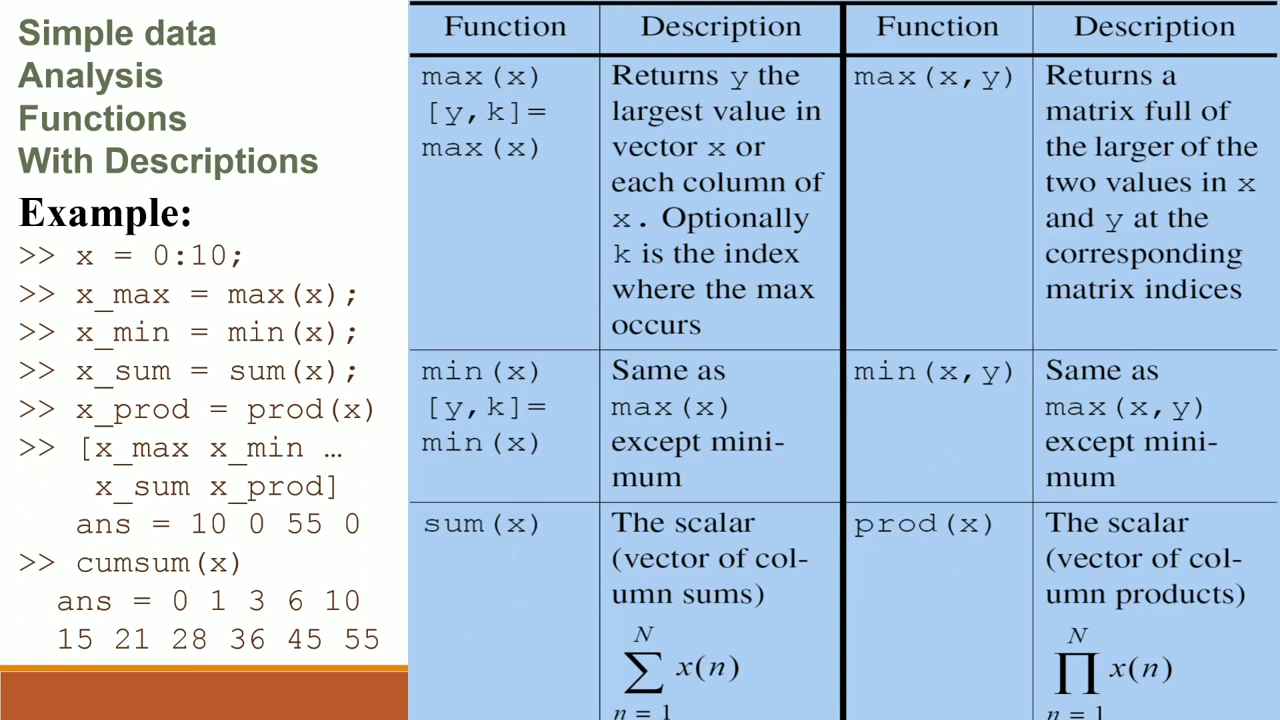 Simple data
Analysis
Functions
With Descriptions
Example:
>> x = 0:10;
>> x_max = max(x);
>> x_min = min(x);
>> x_sum = sum(x);
>> x_prod = prod(x)
>> [x_max x_min …
x_sum x_prod]
ans = 10 0 55 0
>> cumsum(x)
ans = 0 1 3 6 10
15 21 28 36 45 55
Function
Description
Function
Description
max(x)
[y,k]=
max(x)
Returns y the
largest value in
vector x or
each column of
x. Optionally
k is the index
where the max
occurs
max(x,y)
Returns a
matrix full of
the larger of the
two values in x
and y at the
corresponding
matrix indices
min(x)
[y,k]=
min(x)
Same as
max(x)
except mini-
mum
min(x,y)
Same as
max(x,y)
except mini-
mum
sum(x)
The scalar
(vector of col-
umn sums)
N
∑ x(n)
n = 1
prod(x)
The scalar
(vector of col-
umn products)
N
∏ x(n)
n = 1